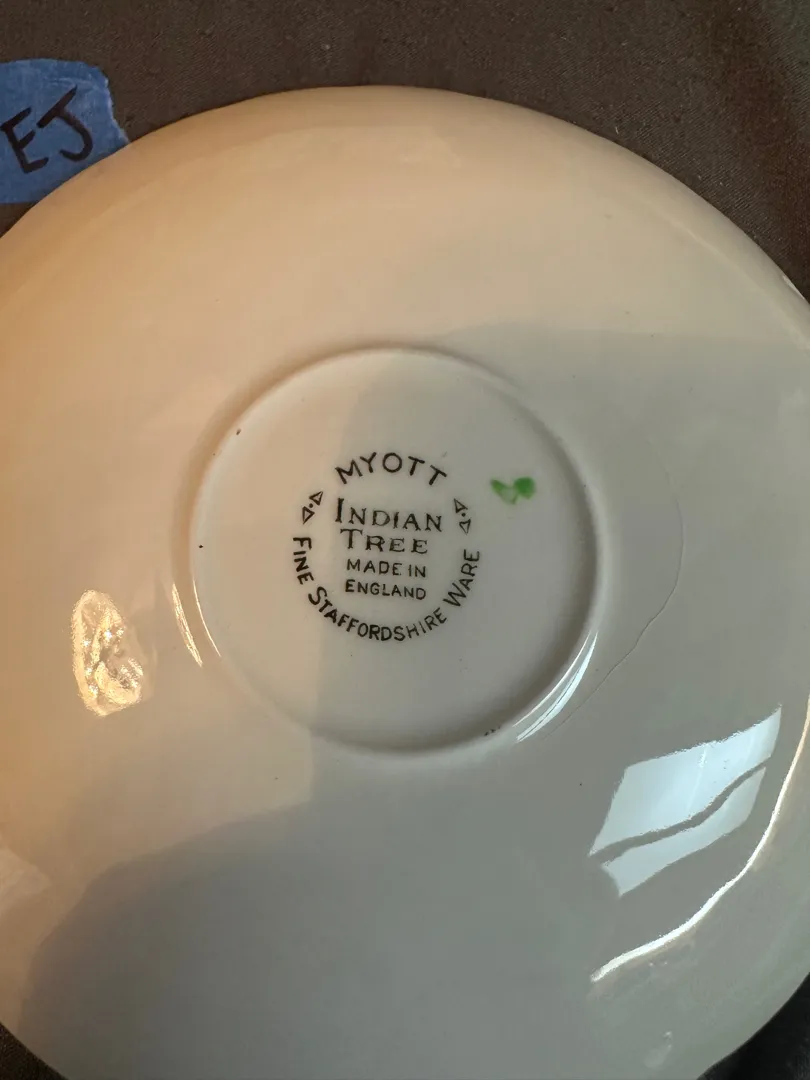 EJ
MYOTT
INDIAN
TREE
MADE IN
ENGLAND
FINE STAFFORDSHIRE WARE